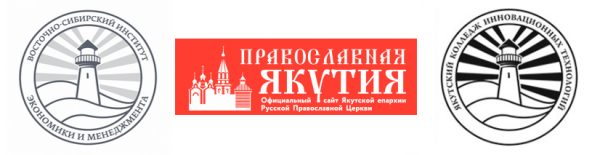 ВОСТОЧНО-СИБИРСКИЙ ИНСТИТУТ
ЭКОНОМИКИ И МЕНЕДЖМЕНТА
ПРАВОСЛАВНАЯ
ЯКУТИЯ
Официальный сайт Якутской епархии
Русской Православной Церкви
ЯКУТСКИЙ КОЛЛЕДЖ ИННОВАЦИОННЫХ ТЕХНОЛОГИЙ